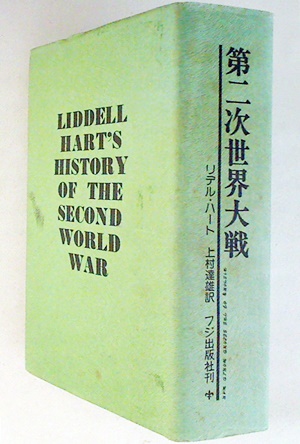 LIDDELL
HART'S
HISTORY
OF THE
SECOND
WORLD
WAR
第二次世界大戦
リデル・ハート 上村達雄訳 フジ出版社刊